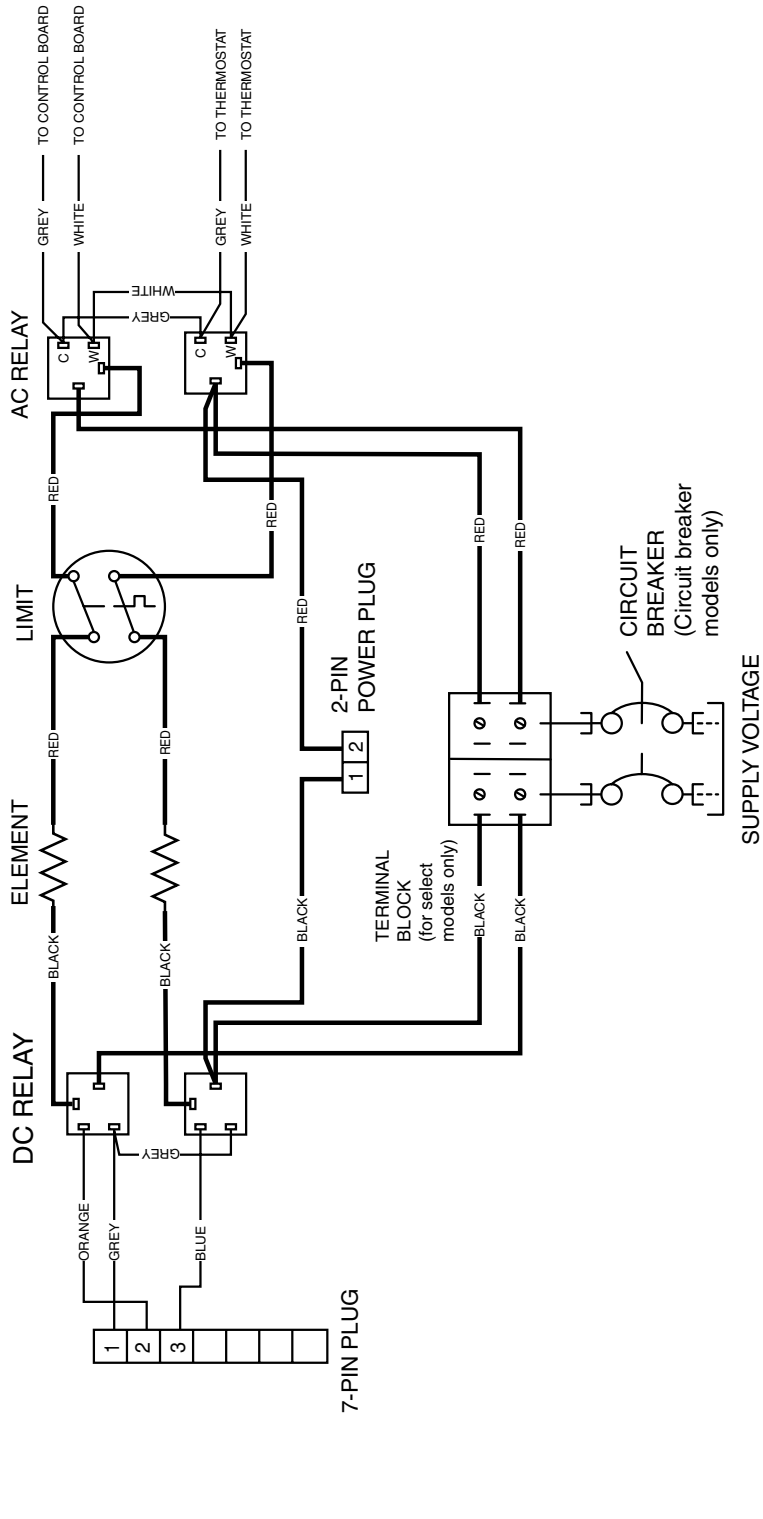 DC RELAY
ELEMENT
LIMIT
AC RELAY
BLACK
RED
RED
GREY
TO CONTROL BOARD
WHITE
TO CONTROL BOARD
C
W
ORANGE
GREY
GREY
GREY
WHITE
BLACK
RED
BLUE
C
W
GREY
TO THERMOSTAT
WHITE
TO THERMOSTAT
1
2
3
7-PIN PLUG
RED
BLACK
RED
1
2
2-PIN
POWER PLUG
TERMINAL
BLOCK
(for select
models only)
BLACK
RED
BLACK
RED
CIRCUIT
BREAKER
(Circuit breaker
models only)
SUPPLY VOLTAGE